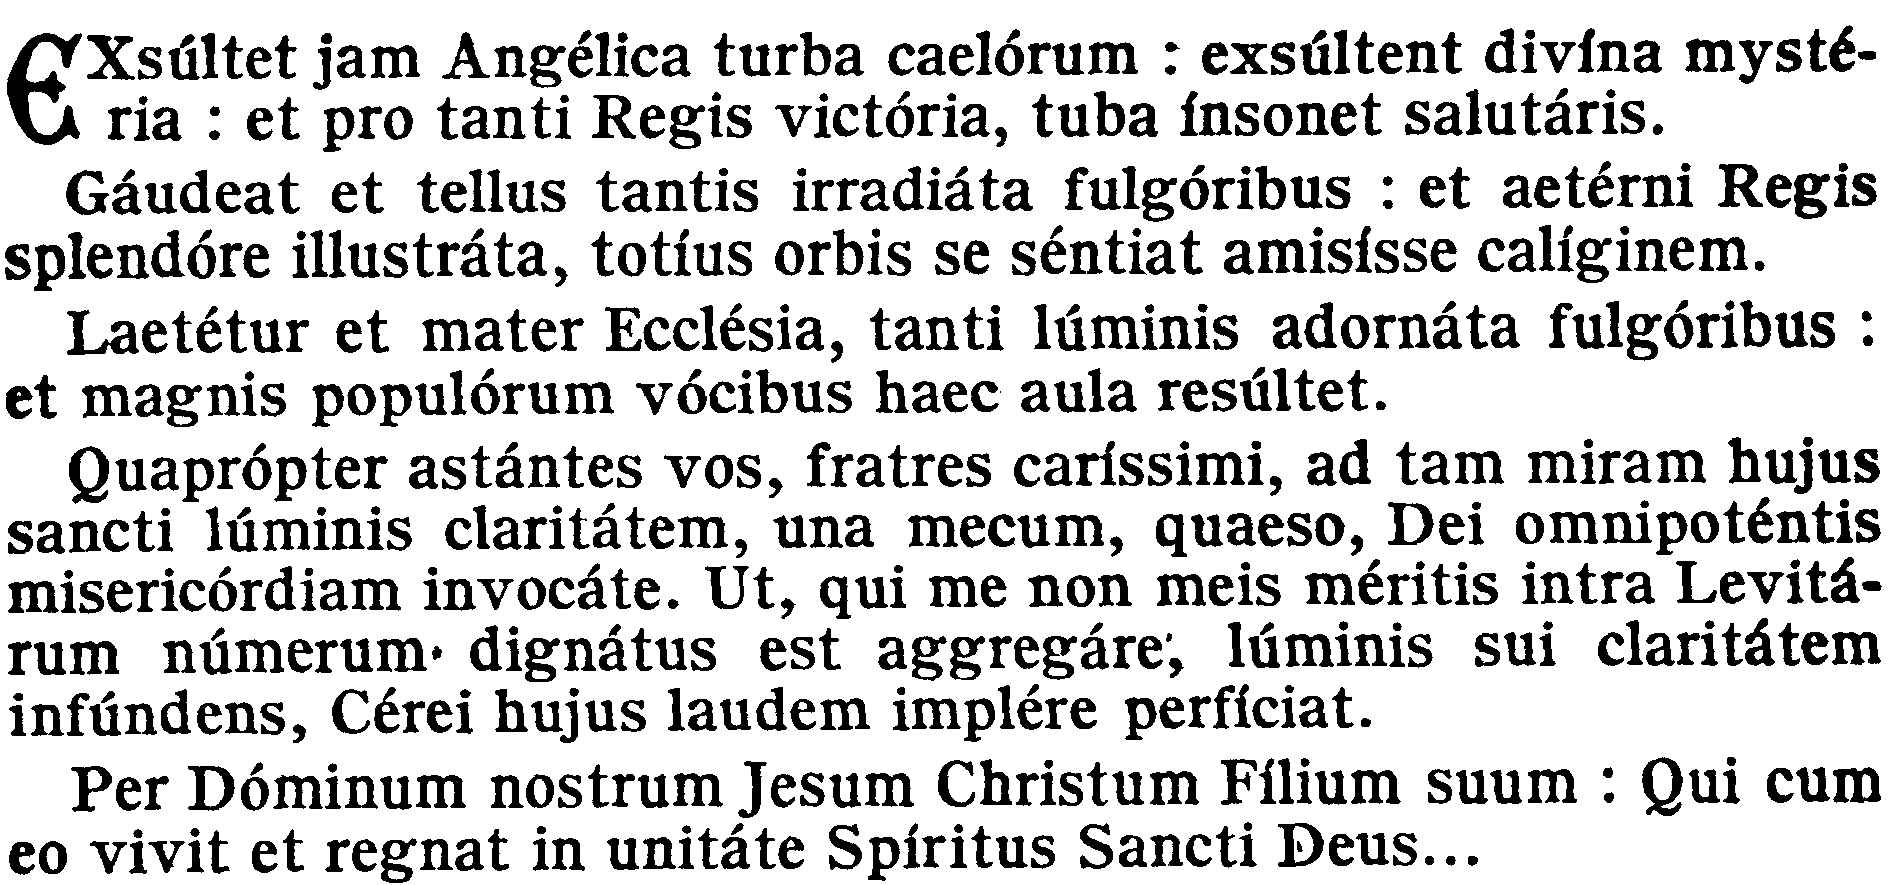 EXsúltet jam Angélica turba caelórum : exsúltent divína mysté-
ria : et pro tanti Regis victória, tuba ínsonet salutáris.
Gáudeat et tellus tantis irradiáta fulgóribus : et aetérni Regis
splendóre illustráta, totíus orbis se séntiat amisísse calíginem.
Laetétur et mater Ecclésia, tanti lúminis adornáta fulgóribus :
et magnis populórum vócibus haec aula resúltet.
Quaprópter astántes vos, fratres caríssimi, ad tam miram hujus
sancti lúminis claritátem, una mecum, quaeso, Dei omnipoténtis
misericórdiam invocáte. Ut, qui me non meis méritis intra Levitá-
rum númerum· dignátus est aggregáre, lúminis sui claritátem
infúndens, Cérei hujus laudem implére perfíciat.
Per Dóminum nostrum Jesum Christum Fílium suum : Qui cum
eo vivit et regnat in unitáte Spíritus Sancti Deus...